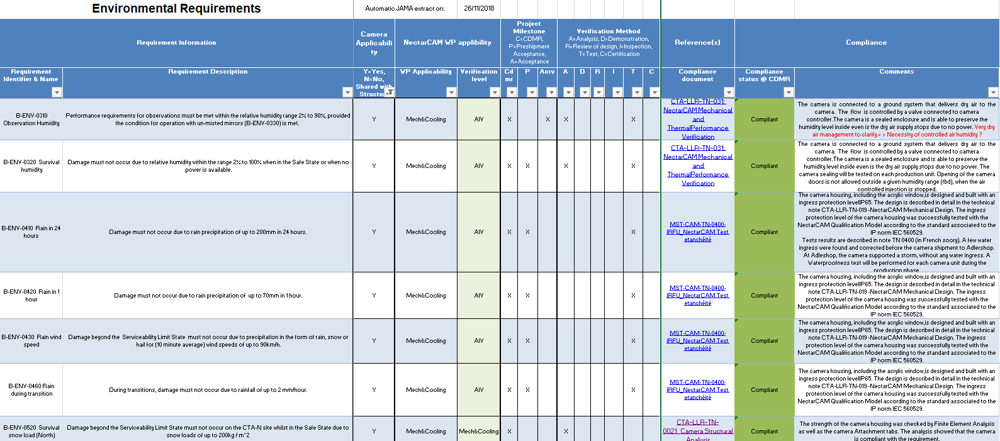 Environmental Requirements
Automatic JAMA extract on:
26/11/2018
Requirement Information
Camera
Applicabili
ty
NectarCAM WP applibility
Project
Milestone
C=CDMR,
P=Preshipment
Acceptance,
A=Acceptance
Verification Method
A=Analysis, D=Demonstration,
R=Review of design, I=Inspection,
T=Test, C=Certification
Reference(s)
Compliance
Requirement
Identifier & Name
Requirement Description
Y=Yes,
N=No,
Shared with
Structur
WP Applicability
Verification
level
Cd
mr
P
Acrv
A
D
R
I
T
C
Compliance
document
Compliance
status @ CDMR
Comments
B-ENV-0310
Observation Humidity
Performance requirements for observations must be met within the relative humidity range 2% to 90%, provided
the condition for operation with un-misted mirrors (B-ENV-0330) is met.
Y
Mech&Cooling
AIV
X
X
X
X
CTA-LLR-TN-031:
NectarCAM Mechanical
and
ThermalPerformance
Verification
Compliant
The camera is connected to a ground system that delivers dry air to the
camera. The flow is controlled by a valve connected to camera
controller.The camera is a sealed enclosure and is able to preserve the
humidity level inside even is the dry air supply stops due to no power. Very dry
air management to clarify = > Necessity of controlled air humidity ?
B-ENV-0320 Survival
humidity
Damage must not occur due to relative humidity within the range 2% to 100% when in the Safe State or when no
power is available.
Y
Mech&Cooling
AIV
X
X
X
X
CTA-LLR-TN-031:
NectarCAM Mechanical
and
ThermalPerformance
Verification
Compliant
The camera is connected to a ground system that delivers dry air to the
camera. The flow is controlled by a valve connected to camera
controller.The camera is a sealed enclosure and is able to preserve the
humidity level inside even is the dry air supply stops due to no power. The
camera sealing will be tested on each production unit. Opening of the camera
doors is not allowed outside a given humidity range (tbd), when the air
controlled injection is stopped.
B-ENV-0410 Rain in 24
hours
Damage must not occur due to rain precipitation of up to 200mm in 24 hours.
Y
Mech&Cooling
AIV
X
X
X
MST-CAM-TN-0400-
IRFU_NectarCAM Test
etanchéité
Compliant
The camera housing, including the acrylic window,is designed and built with an
ingress protection levelIP65. The design is described in detail in the technical
note CTA-LLR-TN-019 -NectarCAM Mechanical Design. The ingress
protection level of the camera housing was successfully tested with the
NectarCAM Qualification Model according to the standard associated to the
IP norm IEC 560529.
Tests results are described in note TN 0400 (in French soory). A few water
ingress were found and corrected before the camera shipment to Adlershop.
At Adleshop, the camera supported a storm, without any water ingress. A
Waterproofness test will be performed for each camera unit during the
production phase
B-ENV-0420 Rain in 1
hour
Damage must not occur due to rain precipitation of up to 70mm in 1 hour.
Y
Mech&Cooling
AIV
X
X
X
MST-CAM-TN-0400-
IRFU_NectarCAM Test
etanchéité
Compliant
The camera housing, including the acrylic window,is designed and built with an
ingress protection levelIP65. The design is described in detail in the technical
note CTA-LLR-TN-019 -NectarCAM Mechanical Design. The ingress
protection level of the camera housing was successfully tested with the
NectarCAM Qualification Model according to the standard associated to the
IP norm IEC 560529.
B-ENV-0430 Rain wind
speed
Damage beyond the Serviceability Limit State must not occur due to precipitation in the form of rain, snow or
hail for (10 minute average) wind speeds of up to 90km/h.
Y
Mech&Cooling
AIV
X
X
X
MST-CAM-TN-0400-
IRFU_NectarCAM Test
etanchéité
Compliant
The camera housing, including the acrylic window,is designed and built with an
ingress protection levelIP65. The design is described in detail in the technical
note CTA-LLR-TN-019 -NectarCAM Mechanical Design. The ingress
protection level of the camera housing was successfully tested with the
NectarCAM Qualification Model according to the standard associated to the
IP norm IEC 560529.
B-ENV-0460 Rain
during transition
During transitions, damage must not occur due to rainfall of up to 2 mm/hour.
Y
Mech&Cooling
AIV
X
X
X
MST-CAM-TN-0400-
IRFU_NectarCAM Test
etanchéité
Compliant
The camera housing, including the acrylic window,is designed and built with an
ingress protection levelIP65. The design is described in detail in the technical
note CTA-LLR-TN-019 -NectarCAM Mechanical Design. The ingress
protection level of the camera housing was successfully tested with the
NectarCAM Qualification Model according to the standard associated to the
IP norm IEC 560529.
B-ENV-0520 Survival
snow load (North)
Damage beyond the Serviceability Limit State must not occur on the CTA-N site whilst in the Safe State due to
snow loads of up to 200kg / m^2
Y
Mech&Cooling
Mech&Cooling
X
X
CTA-LLR-TN-
0021_Camera Structural
Analysis
Compliant
The strength of the camera housing was checked by Finite Element Analysis
as well as the camera Attachment tabs. The analysis showed that the camera
is compliant with the requirement.